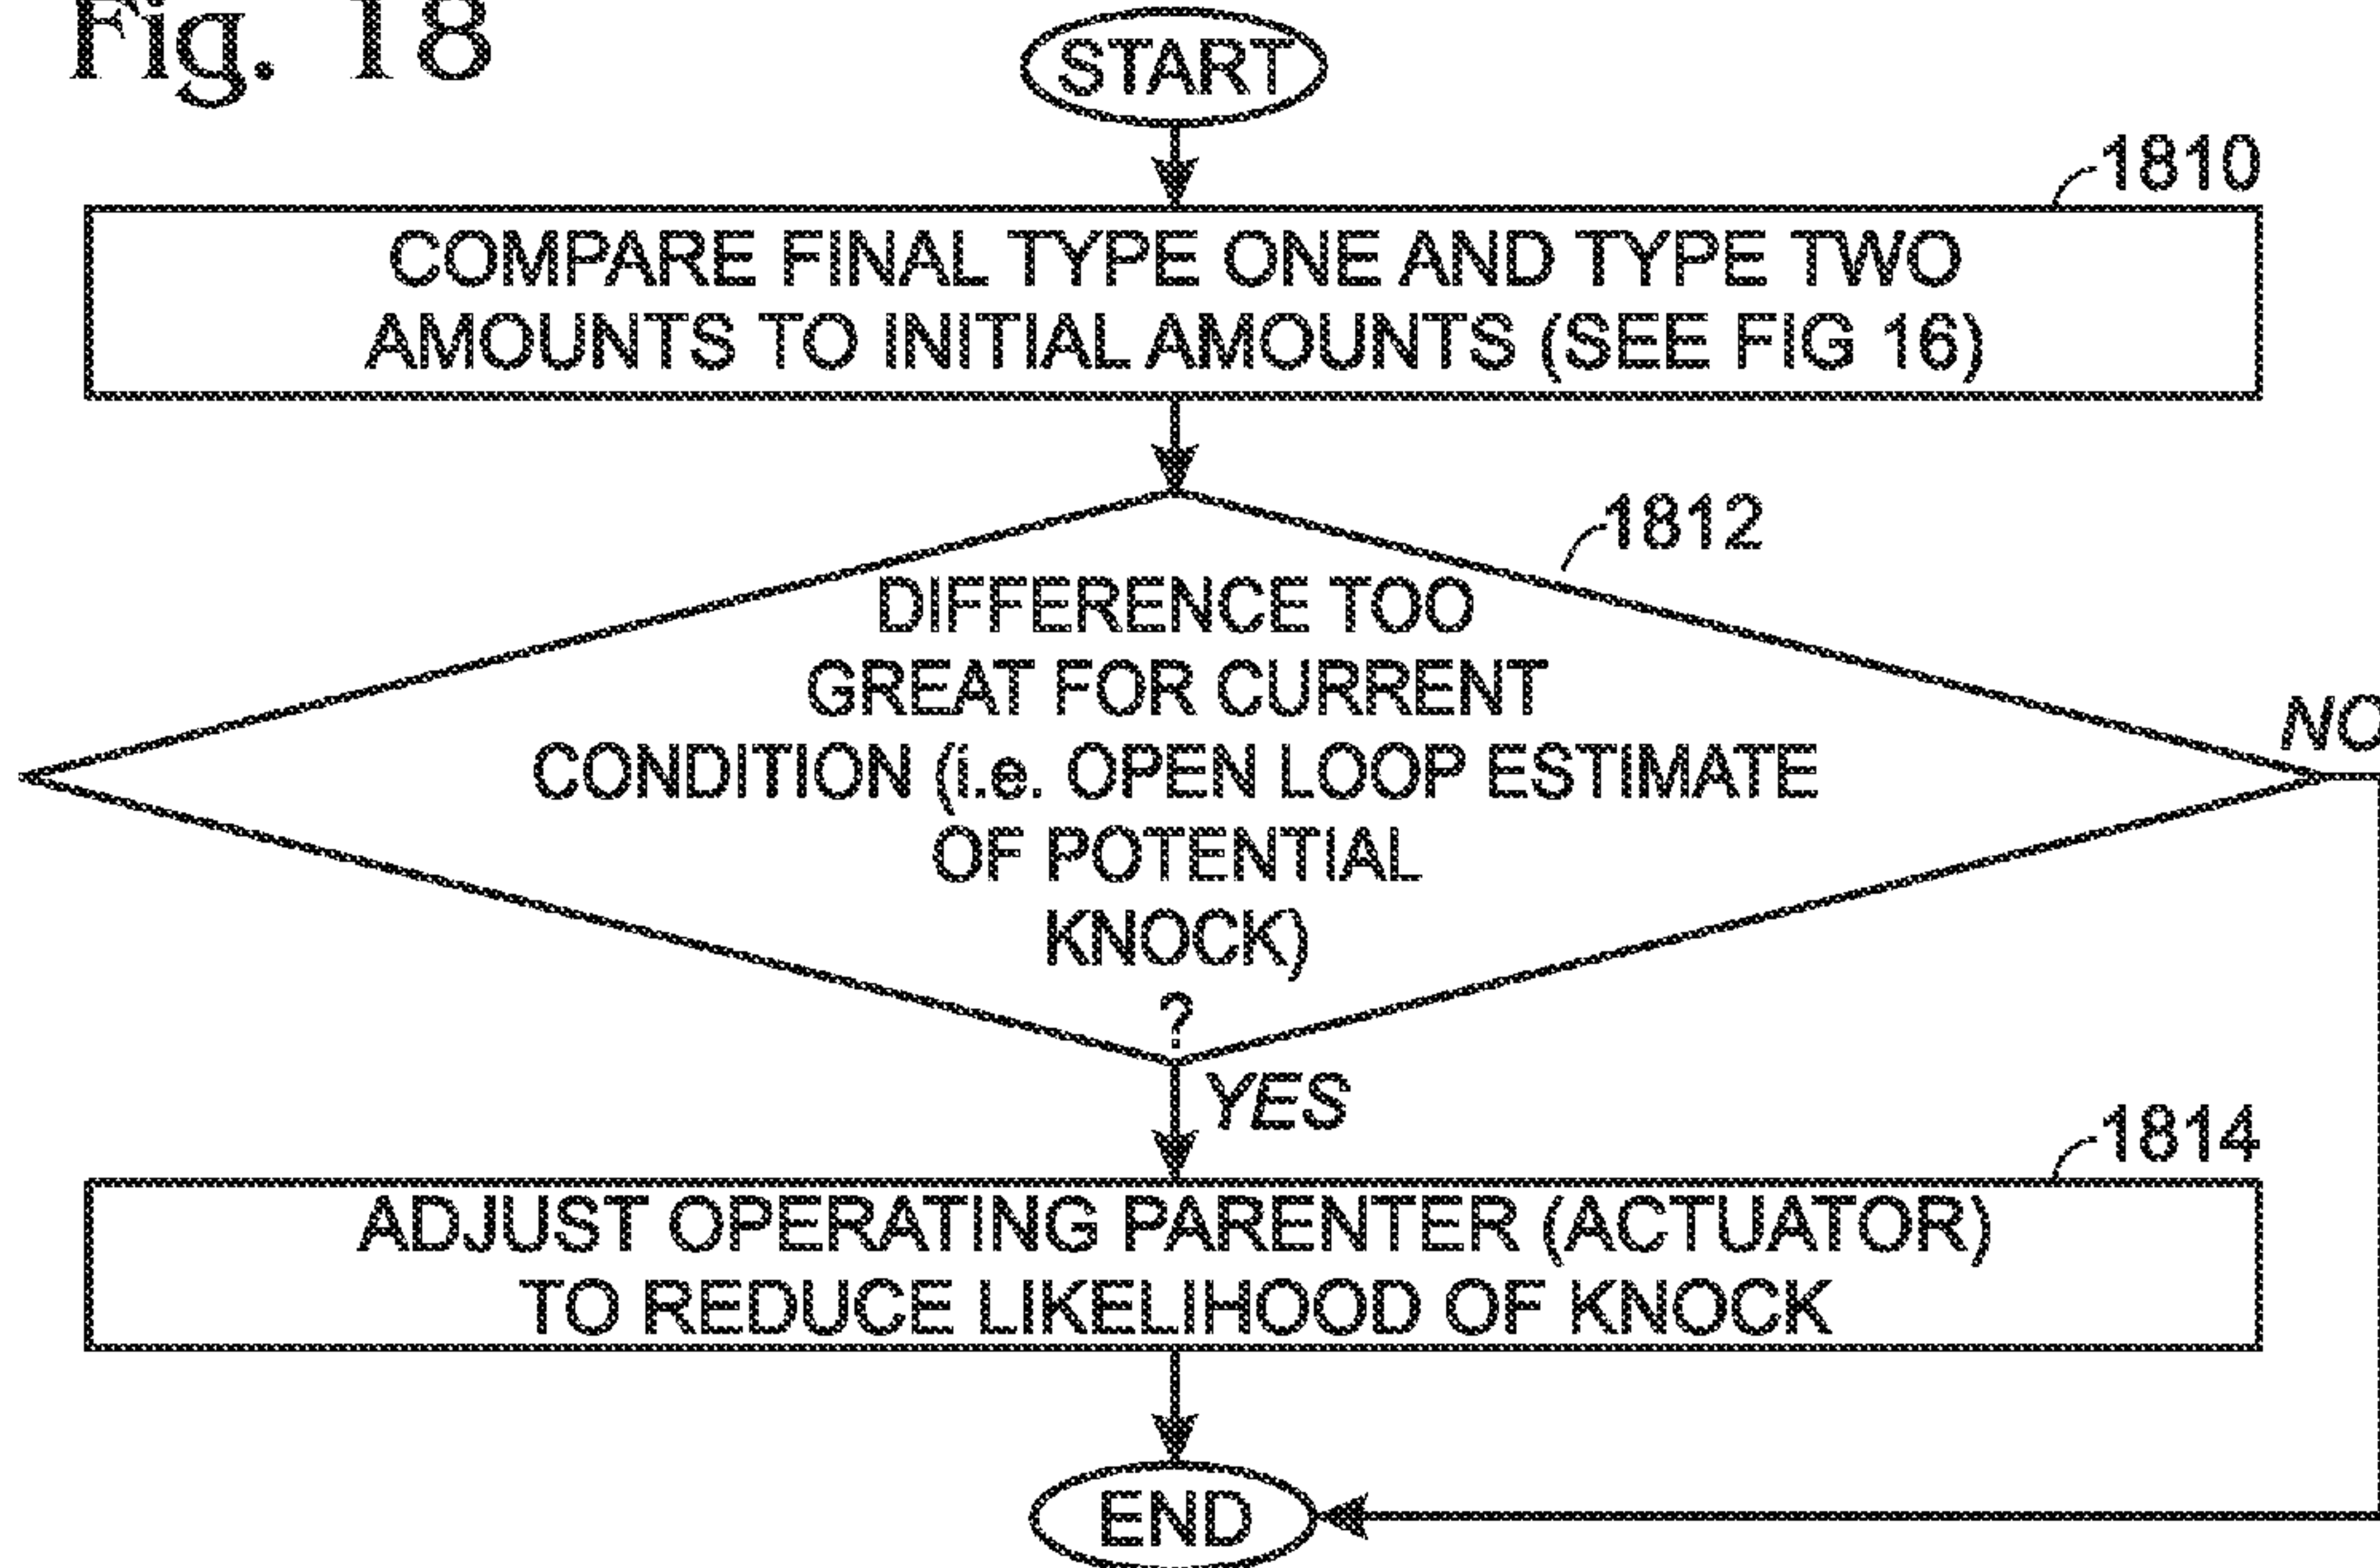 Fig. 18
START
1810
COMPARE FINAL TYPE ONE AND TYPE TWO
AMOUNTS TO INITIAL AMOUNTS (SEE FIG 16)
1812
DIFFERENCE TOO
GREAT FOR CURRENT
CONDITION (i.e. OPEN LOOP ESTIMATE
OF POTENTIAL
KNOCK)
?
NO
YES
1814
ADJUST OPERATING PARENTER (ACTUATOR)
TO REDUCE LIKELIHOOD OF KNOCK
END